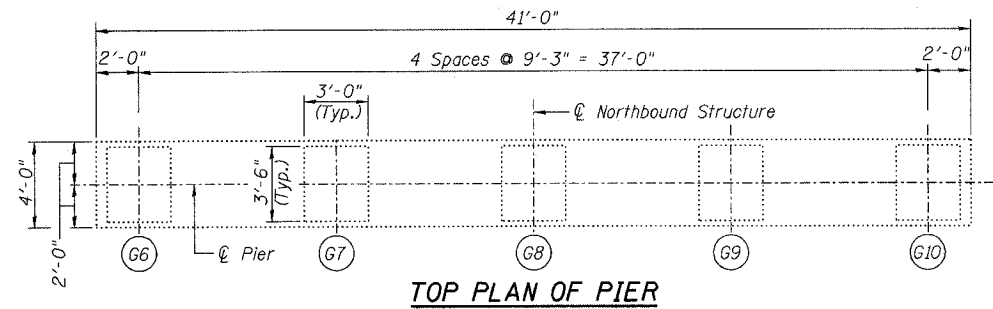 41'-0"
2'-0"
4 Spaces @ 9'-3" = 37'-0"
2'-0"
3'-0"
(Typ.)
℄ Northbound Structure
4'-0"
2'-0"
3'-6"
(Typ.)
℄ Pier
G6
G7
G8
G9
G10
TOP PLAN OF PIER